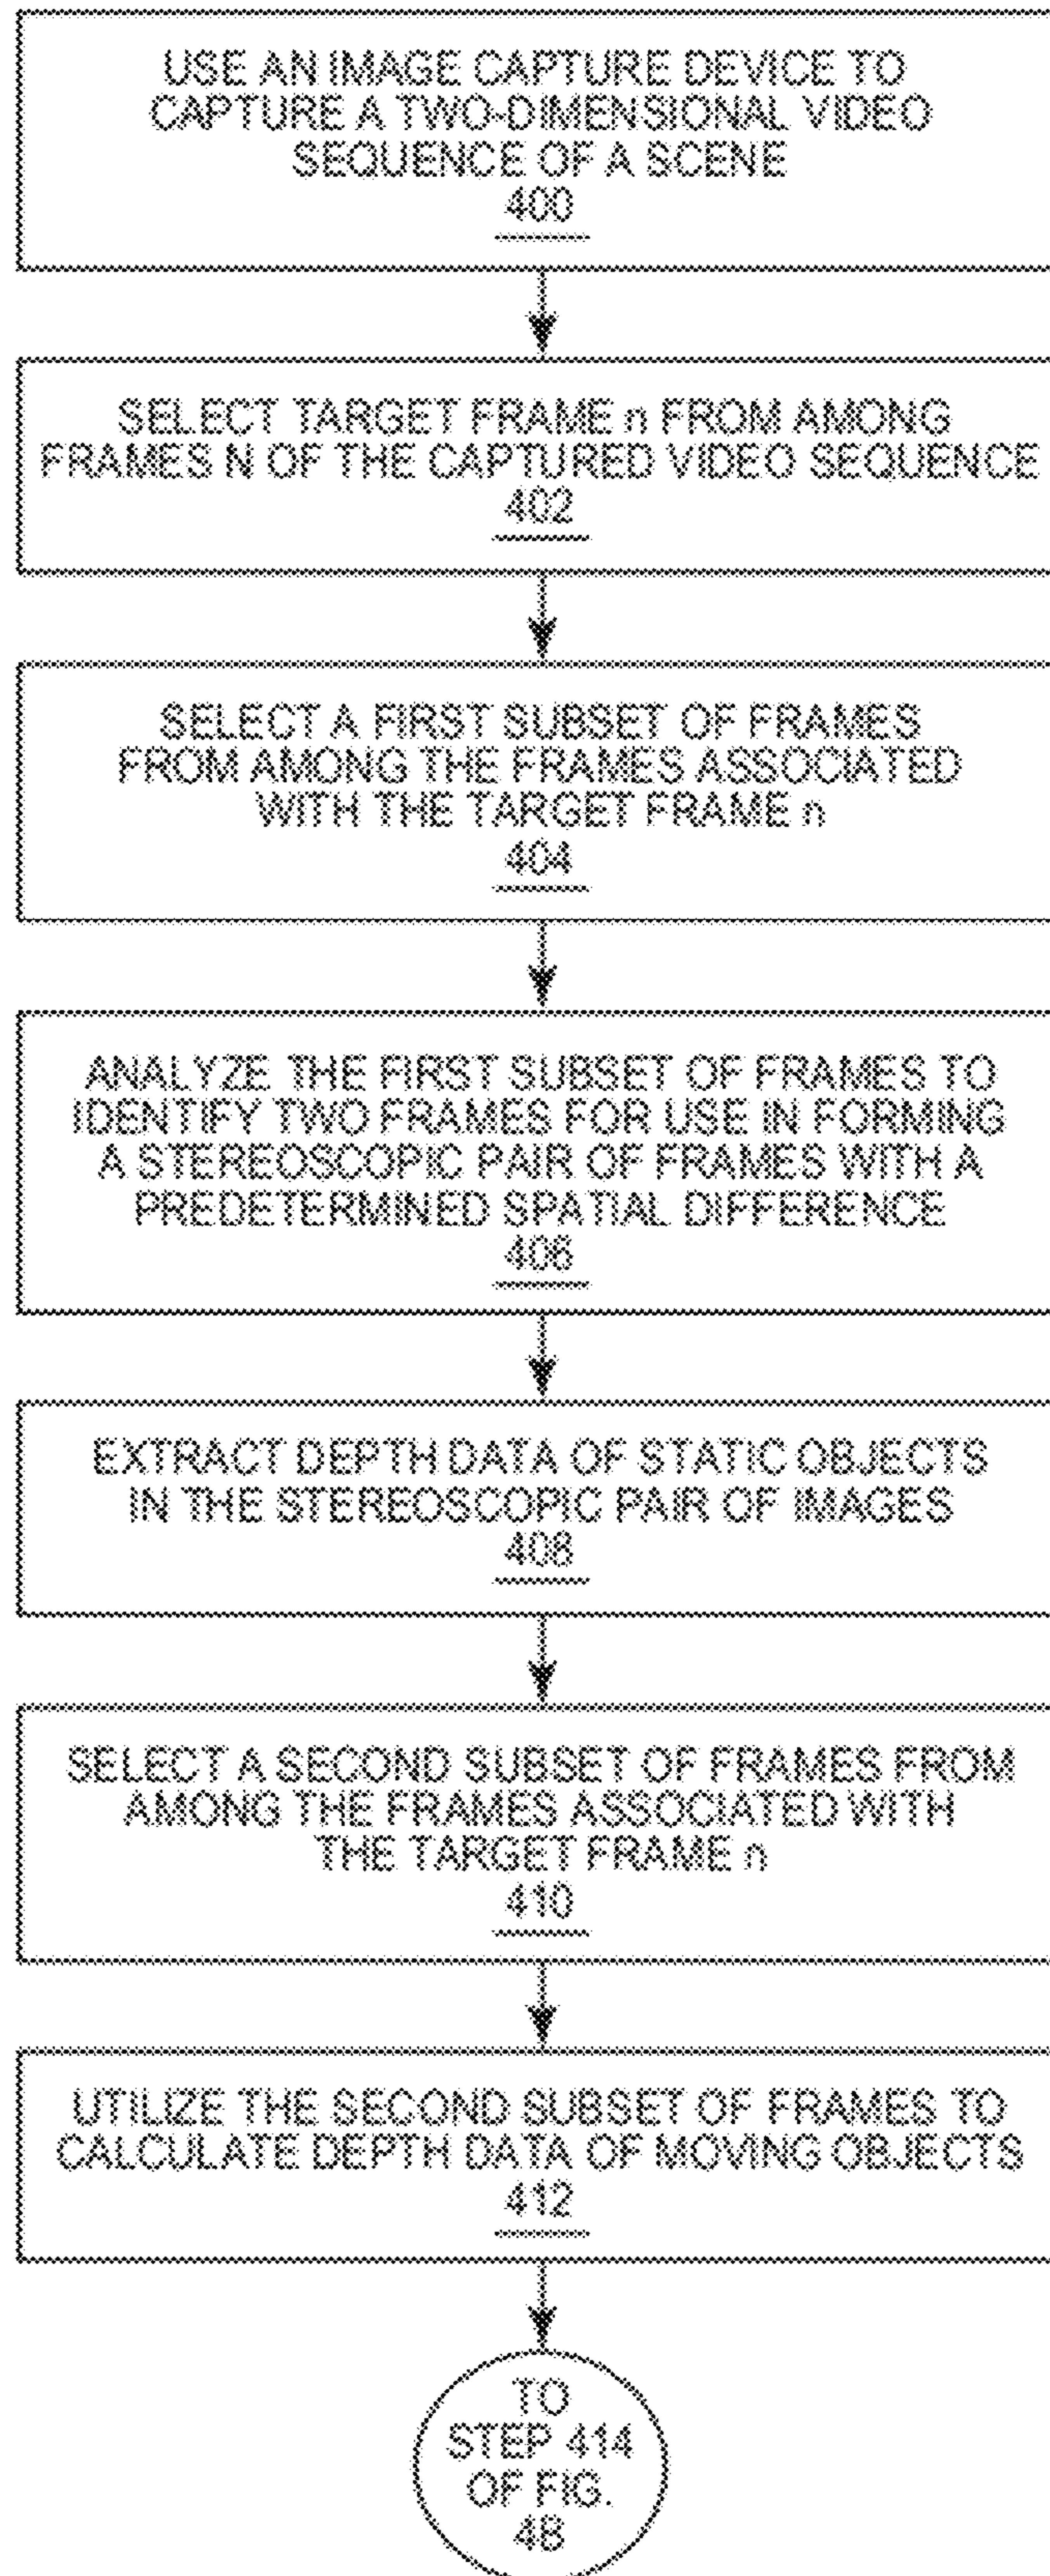 USE AN IMAGE CAPTURE DEVICE TO
CAPTURE A TWO-DIMENSIONAL VIDEO
SEQUENCE OF A SCENE
400
SELECT TARGET FRAME n FROM AMONG
FRAMES N OF THE CAPTURED VIDEO SEQUENCE
402
SELECT A FIRST SUBSET OF FRAMES
FROM AMONG THE FRAMES ASSOCIATED
WITH THE TARGET FRAME n
404
ANALYZE THE FIRST SUBSET OF FRAMES TO
IDENTIFY TWO FRAMES FOR USE IN FORMING
A STEREOSCOPIC PAIR OF FRAMES WITH A
PREDETERMINED SPATIAL DIFFERENCE
406
EXTRACT DEPTH DATA OF STATIC OBJECTS
IN THE STEREOSCOPIC PAIR OF IMAGES
408
SELECT A SECOND SUBSET OF FRAMES FROM
AMONG THE FRAMES ASSOCIATED WITH
THE TARGET FRAME n
410
UTILIZE THE SECOND SUBSET OF FRAMES TO
CALCULATE DEPTH DATA OF MOVING OBJECTS
412
TO
STEP 414
OF FIG.
4B